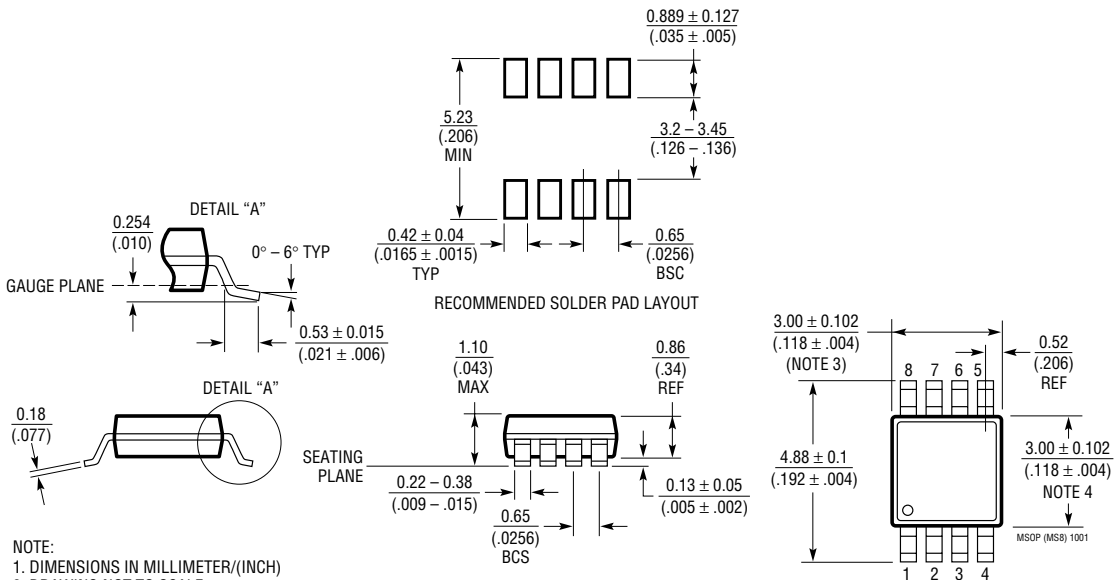 0.889 ± 0.127
(.035 ± .005)
5.23
(.206)
MIN
3.2 – 3.45
(.126 – .136)
0.42 ± 0.04
(.0165 ± .0015)
TYP
0.65
(.0256)
BSC
RECOMMENDED SOLDER PAD LAYOUT
DETAIL “A”
0.254
(.010)
0° – 6° TYP
GAUGE PLANE
0.53 ± 0.015
(.021 ± .006)
DETAIL “A”
0.18
(.077)
1.10
(.043)
MAX
0.86
(.34)
REF
SEATING
PLANE
0.22 – 0.38
(.009 – .015)
0.65
(.0256)
BCS
0.13 ± 0.05
(.005 ± .002)
3.00 ± 0.102
(.118 ± .004)
(NOTE 3)
0.52
(.206)
REF
8 7 6 5
4.88 ± 0.1
(.192 ± .004)
3.00 ± 0.102
(.118 ± .004)
NOTE 4
MSOP (MS8) 1001
1 2 3 4
NOTE:
1. DIMENSIONS IN MILLIMETER/(INCH)